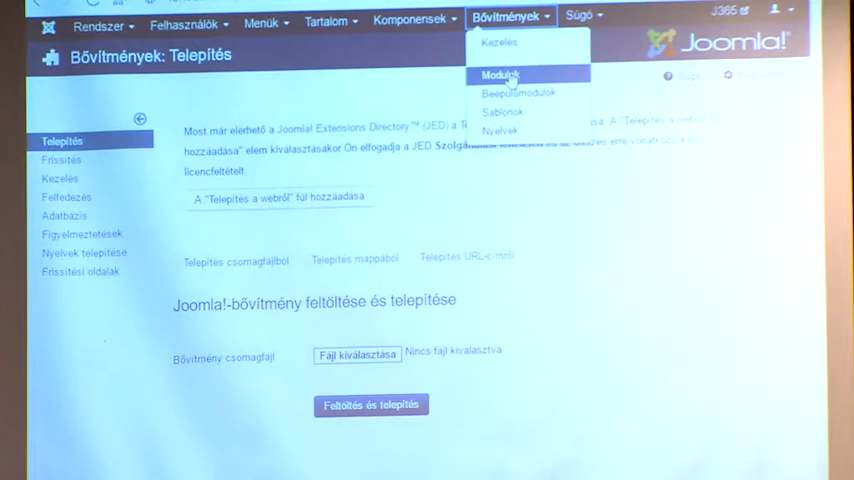 Rendszer Felhasználók Menük Tartalom Komponensek Bővítmények Súgó J365
Bővítmények: Telepítés
Joomla!
Kezelés
Modulok
Beépülőmodulok
Sablonok
Nyelvek
Súgó
Telepítés
Frissítés
Kezelés
Felfedezés
Adatbázis
Figyelmeztetések
Nyelvek telepítése
Frissítési oldalak
Most már elérhető a Joomla! Extensions Directory™ (JED) a A "Telepítés a
hozzáadása" elem kiválasztásakor Ön elfogadja a JED
licencfeltételt.
A "Telepítés a webről" fül hozzáadása
Telepítés csomagfájlból Telepítés mappából Telepítés URL-címről
Joomla!-bővítmény feltöltése és telepítése
Bővítmény csomagfájl Fájl kiválasztása Nincs fájl kiválasztva
Feltöltés és telepítés